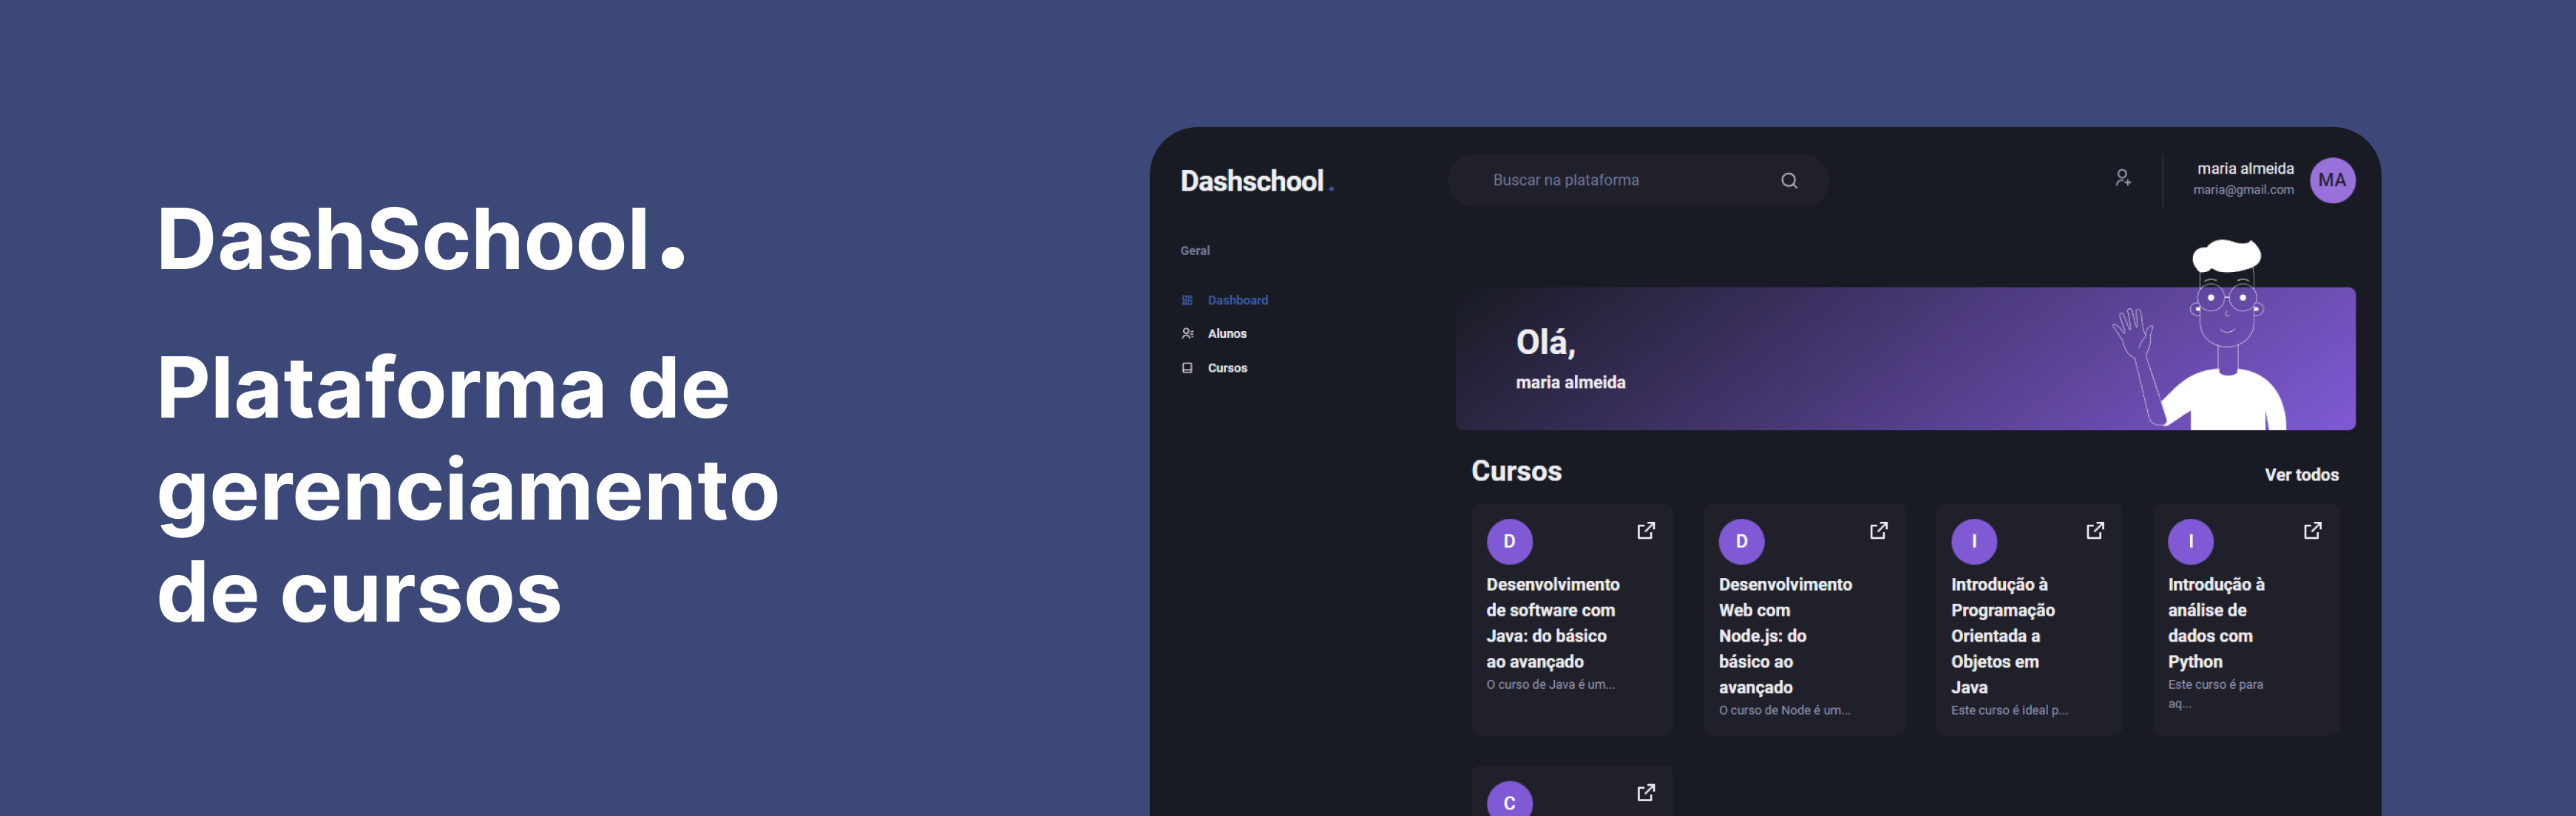 DashSchool.
Plataforma de
gerenciamento
de cursos
Dashschool.
Buscar na plataforma
maria almeida
maria@gmail.com
MA
Geral
Dashboard
Alunos
Cursos
Olá,
maria almeida
Cursos
Ver todos
D
Desenvolvimento
de software com
Java: do básico
ao avançado
O curso de Java é um...
D
Desenvolvimento
Web com
Node.js: do
básico ao
avançado
O curso de Node é um...
I
Introdução à
Programação
Orientada a
Objetos em
Java
Este curso é ideal p...
I
Introdução à
análise de
dados com
Python
Este curso é para
aq...
C